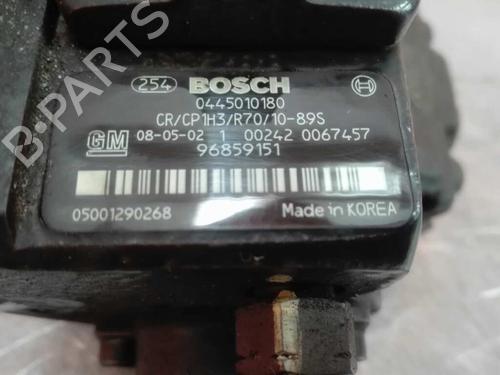 254 BOSCH
0445010180
CR/CP1H3/R70/10-89S
GM 08-05-02 1 00242 0067457
96859151
05001290268 Made in KOREA
B-PARTS